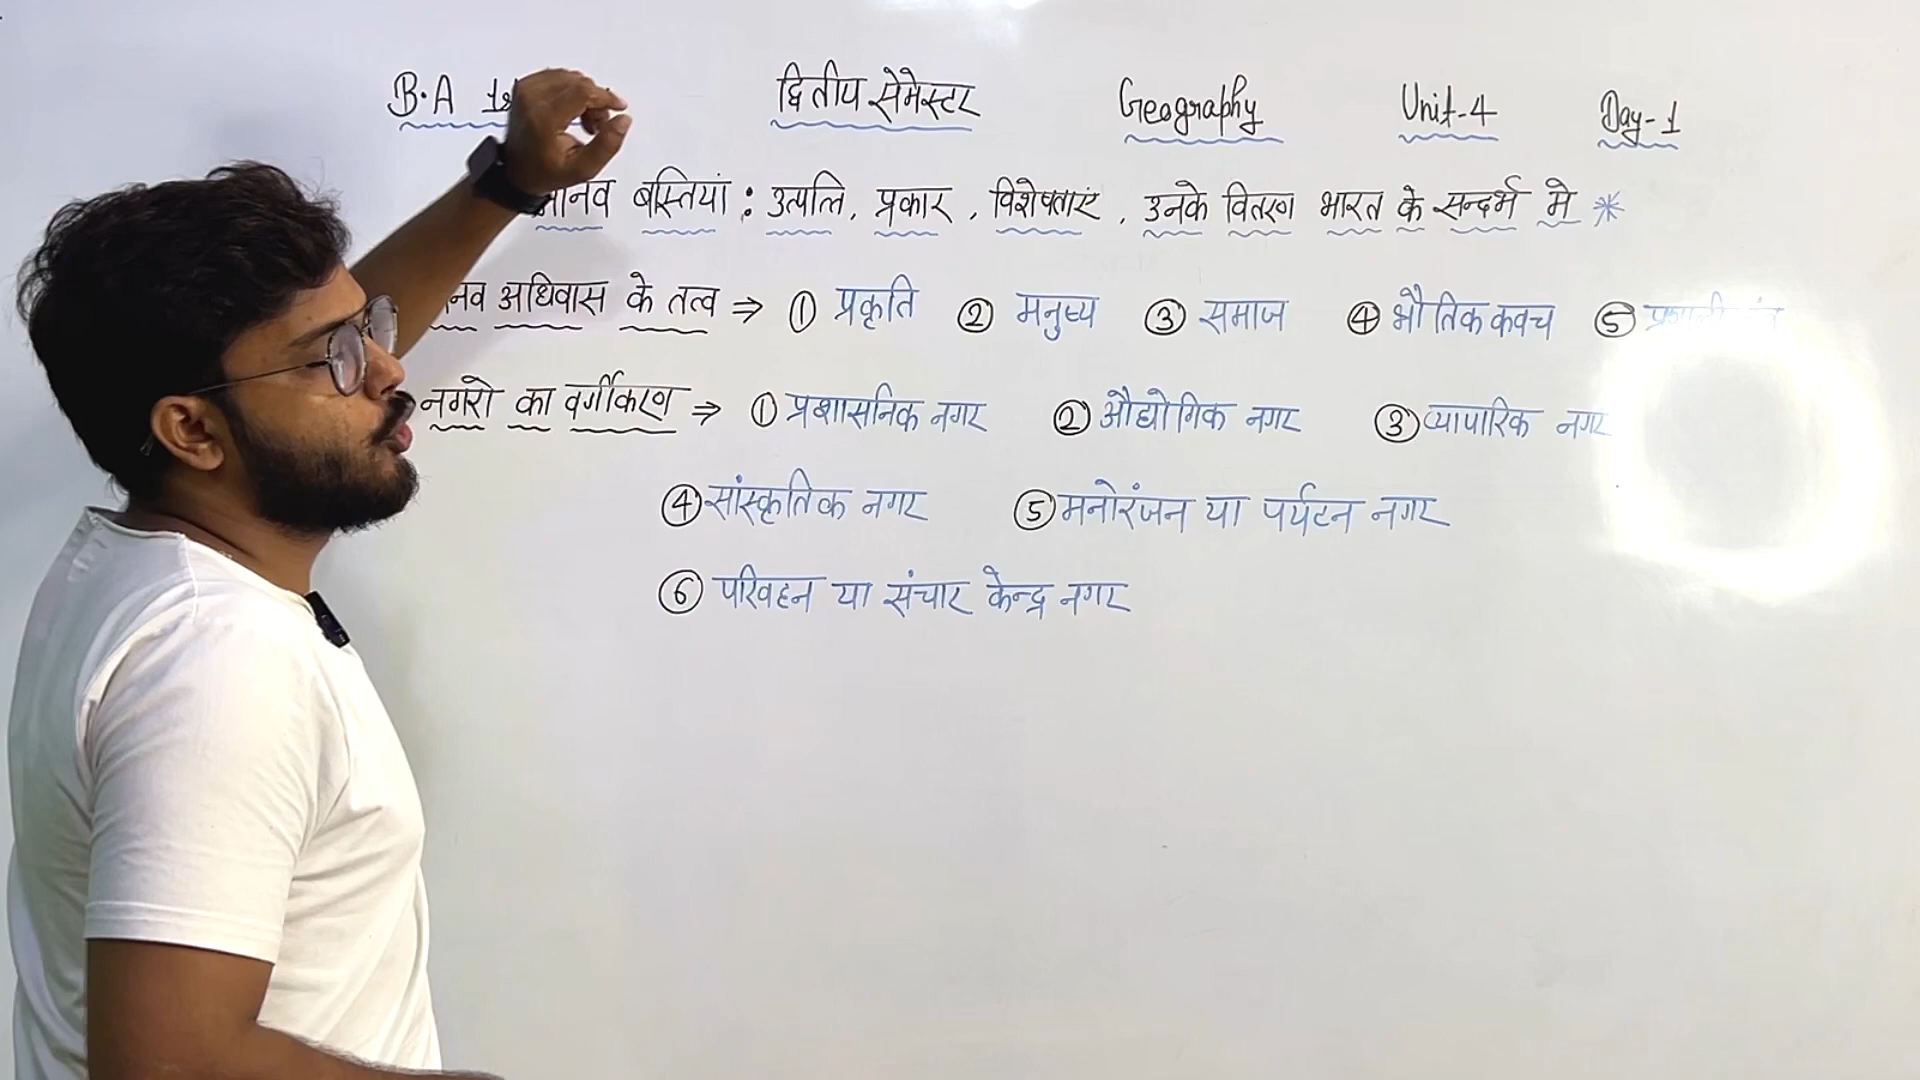 B.A 1st द्वितीय सेमेस्टर Geography Unit-4 Day-1
मानव बस्तियां : उत्पत्ति, प्रकार, विशेषताएं, उनके वितरण भारत के सन्दर्भ मे *
मानव अधिवास के तत्व ⇒ ① प्रकृति ② मनुष्य ③ समाज ④ भौतिक कवच ⑤
नगरो का वर्गीकरण ⇒ ① प्रशासनिक नगर ② औद्योगिक नगर ③ व्यापारिक नगर
④ सांस्कृतिक नगर ⑤ मनोरंजन या पर्यटन नगर
⑥ परिवहन या संचार केन्द्र नगर